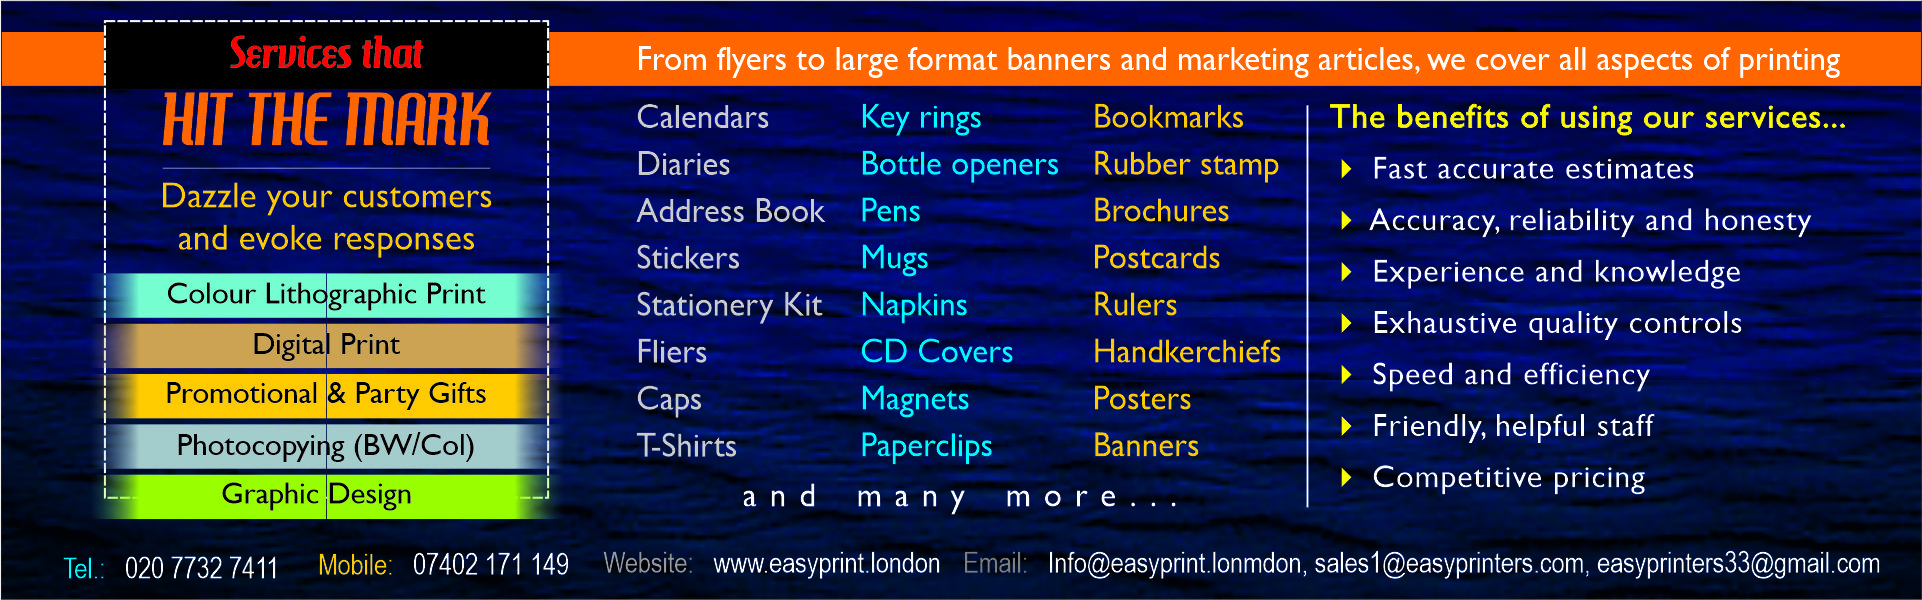 Services that
HIT THE MARK
Dazzle your customers
and evoke responses
Colour Lithographic Print
Digital Print
Promotional & Party Gifts
Photocopying (BW/Col)
Graphic Design
From flyers to large format banners and marketing articles, we cover all aspects of printing
Calendars
Diaries
Address Book
Stickers
Stationery Kit
Fliers
Caps
T-Shirts
Key rings
Bottle openers
Pens
Mugs
Napkins
CD Covers
Magnets
Paperclips
Bookmarks
Rubber stamp
Brochures
Postcards
Rulers
Handkerchiefs
Posters
Banners
and many more...
The benefits of using our services...
Fast accurate estimates
Accuracy, reliability and honesty
Experience and knowledge
Exhaustive quality controls
Speed and efficiency
Friendly, helpful staff
Competitive pricing
Tel.: 020 7732 7411 Mobile: 07402 171 149 Website: www.easyprint.london Email: Info@easyprint.lonmdon, sales1@easyprinters.com, easyprinters33@gmail.com